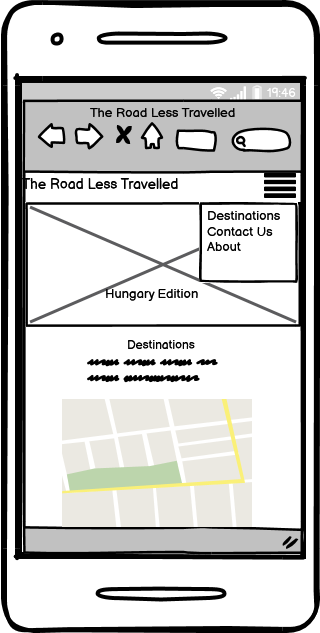 19:46
The Road Less Travelled
The Road Less Travelled
Destinations
Contact Us
About
Hungary Edition
Destinations